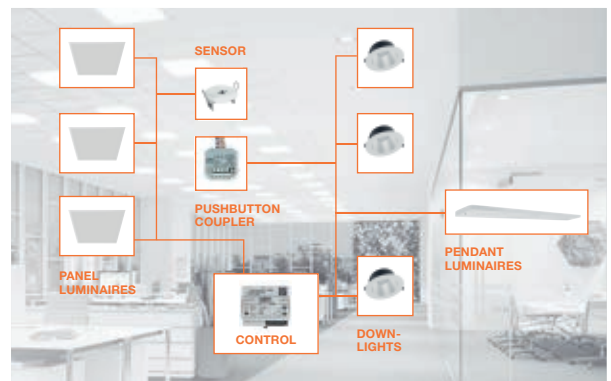 SENSOR
PUSHBUTTON
COUPLER
PANEL
LUMINAIRES
PENDANT
LUMINAIRES
CONTROL
DOWN-
LIGHTS